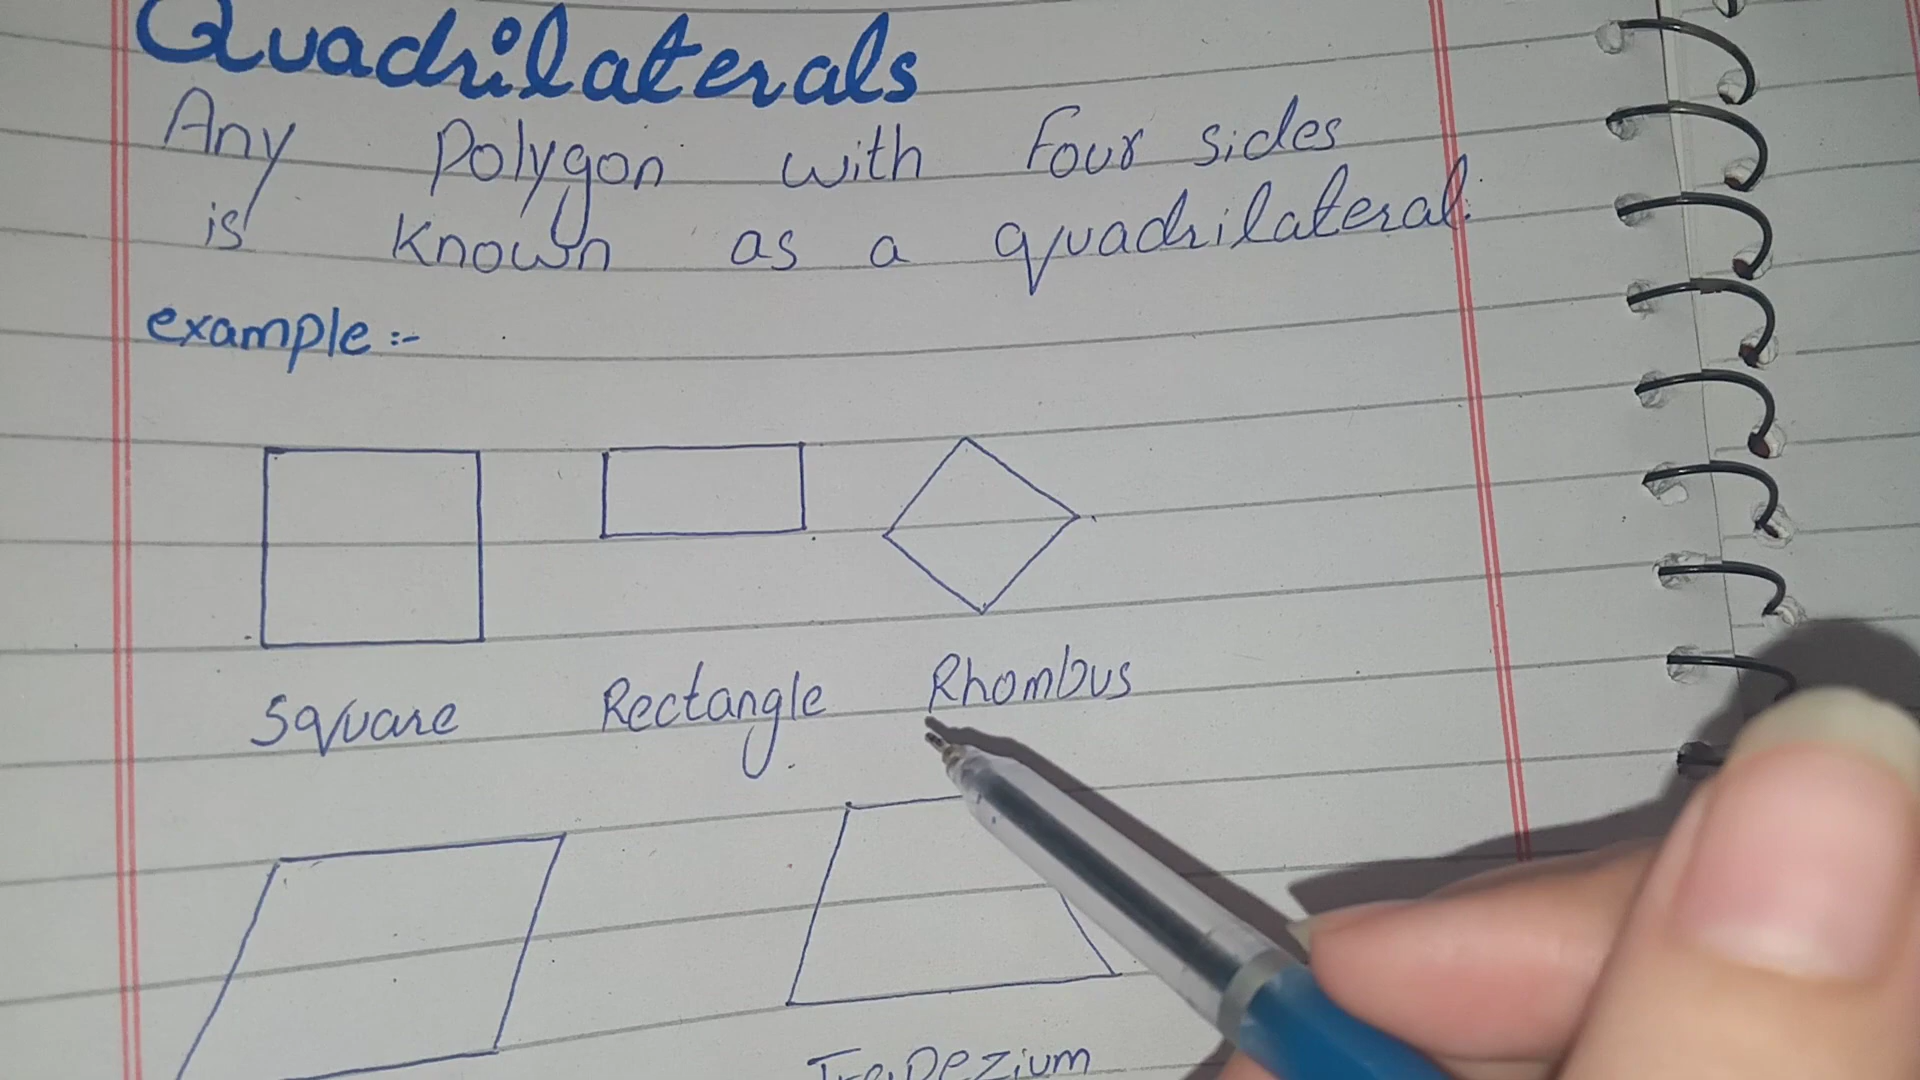 Quadrilaterals
Any Polygon with Four sides
is known as a quadrilateral.
example :-
Square Rectangle Rhombus
Trapezium